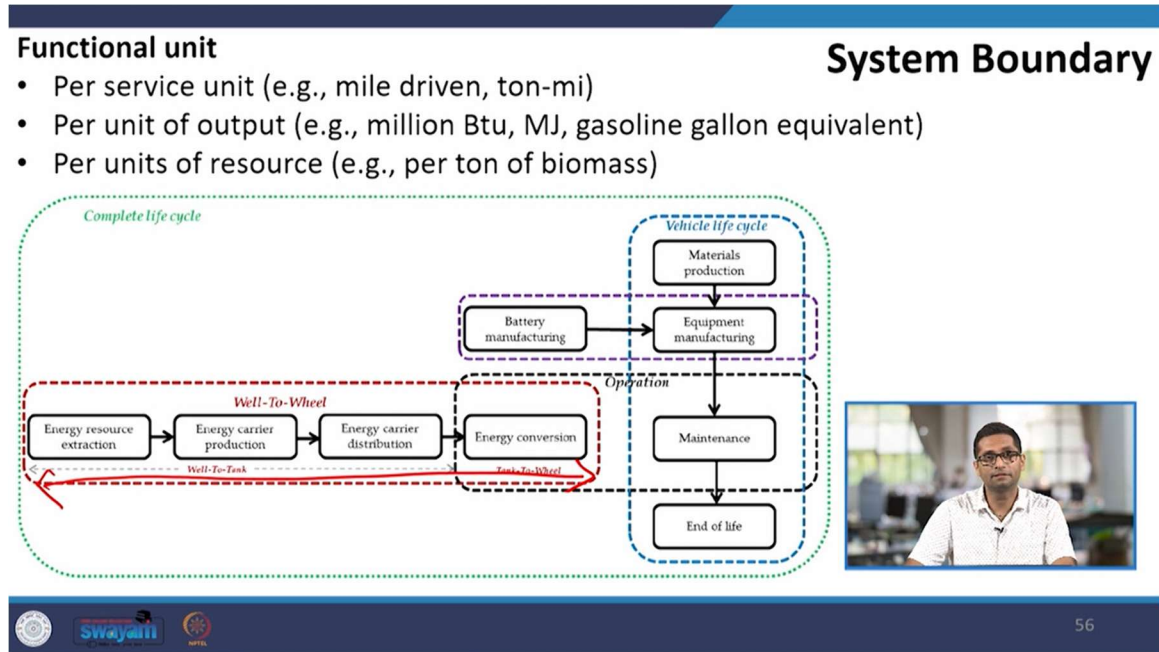 Functional unit
System Boundary
• Per service unit (e.g., mile driven, ton-mi)
• Per unit of output (e.g., million Btu, MJ, gasoline gallon equivalent)
• Per units of resource (e.g., per ton of biomass)
Complete life cycle
Vehicle life cycle
Materials
production
Battery
manufacturing
Equipment
manufacturing
Operation
Well-To-Wheel
Energy resource
extraction
Energy carrier
production
Energy carrier
distribution
Energy conversion
Maintenance
Well-To-Tank
Tank-To-Wheel
End of life
swayam
NPTEL
56